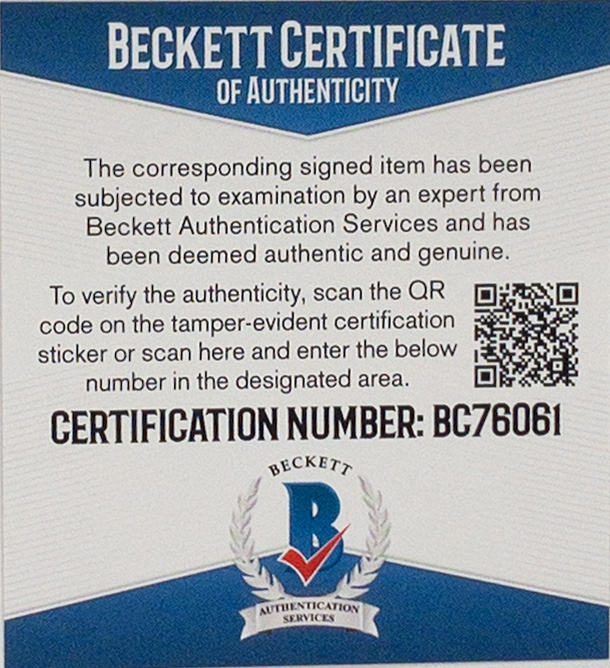 BECKETT CERTIFICATE
OF AUTHENTICITY
The corresponding signed item has been
subjected to examination by an expert from
Beckett Authentication Services and has
been deemed authentic and genuine.
To verify the authenticity, scan the QR
code on the tamper-evident certification
sticker or scan here and enter the below
number in the designated area.
CERTIFICATION NUMBER: BC76061
BECKETT
B
AUTHENTICATION
SERVICES